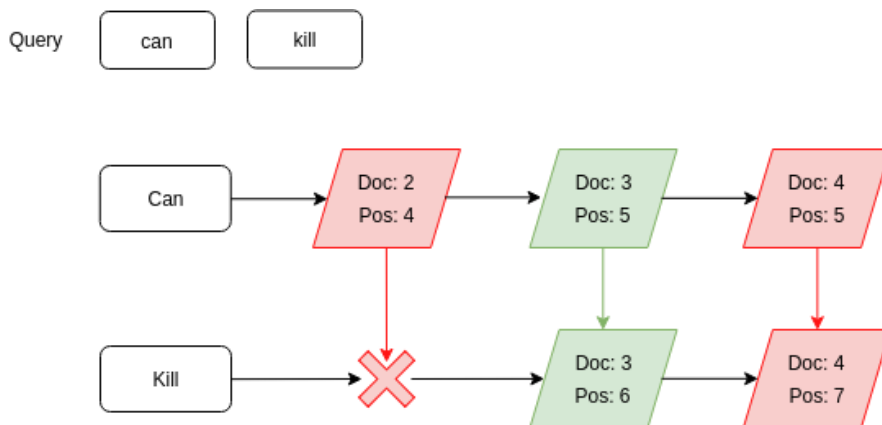 Query
can
kill
Can
Doc: 2
Pos: 4
Doc: 3
Pos: 5
Doc: 4
Pos: 5
Kill
Doc: 3
Pos: 6
Doc: 4
Pos: 7